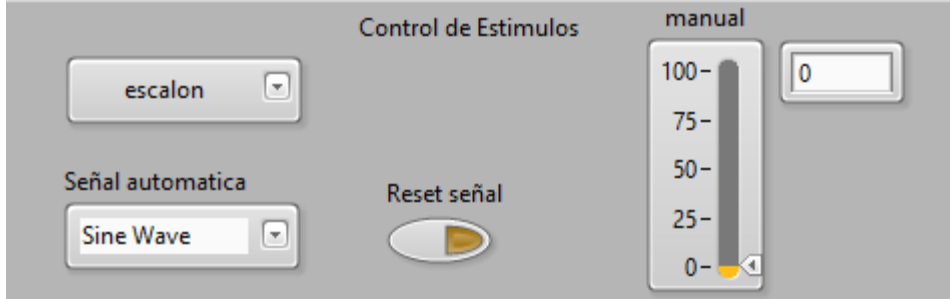 Control de Estimulos
manual
escalon
100
0
75
50
25
0
Señal automatica
Sine Wave
Reset señal